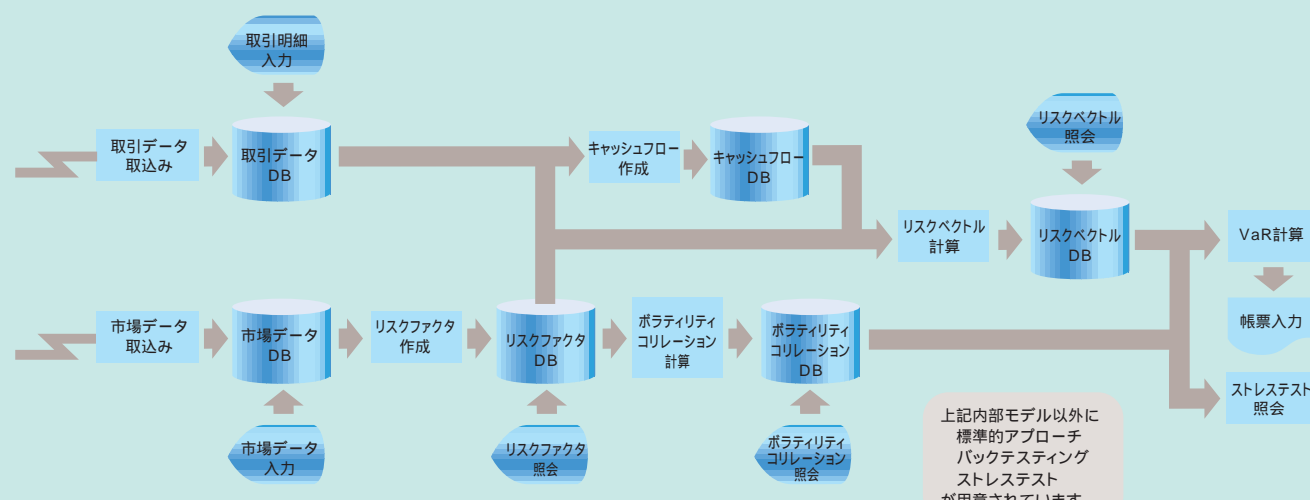 取引明細
入力
取引データ
取込み
取引データ
DB
キャッシュフロー
作成
キャッシュフロー
DB
リスクベクトル
照会
リスクベクトル
計算
リスクベクトル
DB
VaR計算
帳票入力
ストレステスト
照会
市場データ
取込み
市場データ
DB
リスクファクタ
作成
リスクファクタ
DB
ボラティリティ
コリレーション
計算
ボラティリティ
コリレーション
DB
市場データ
入力
リスクファクタ
照会
ボラティリティ
コリレーション
照会
上記内部モデル以外に
標準的アプローチ
バックテスティング
ストレステスト
が用意されています